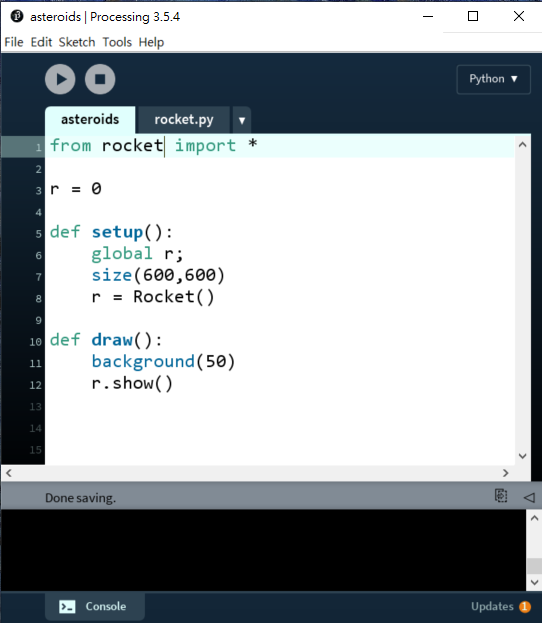 asteroids | Processing 3.5.4
File Edit Sketch Tools Help
Python ▼
asteroids rocket.py ▼
1 from rocket import *
2
3 r = 0
4
5 def setup():
6     global r;
7     size(600,600)
8     r = Rocket()
9
10 def draw():
11     background(50)
12     r.show()
13
14
15
Done saving.
>_ Console
Updates 1